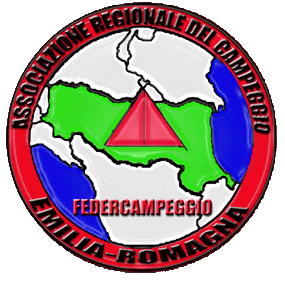 ASSOCIAZIONE REGIONALE DEL CAMPEGGIO
FEDERCAMPEGGIO
EMILIA-ROMAGNA